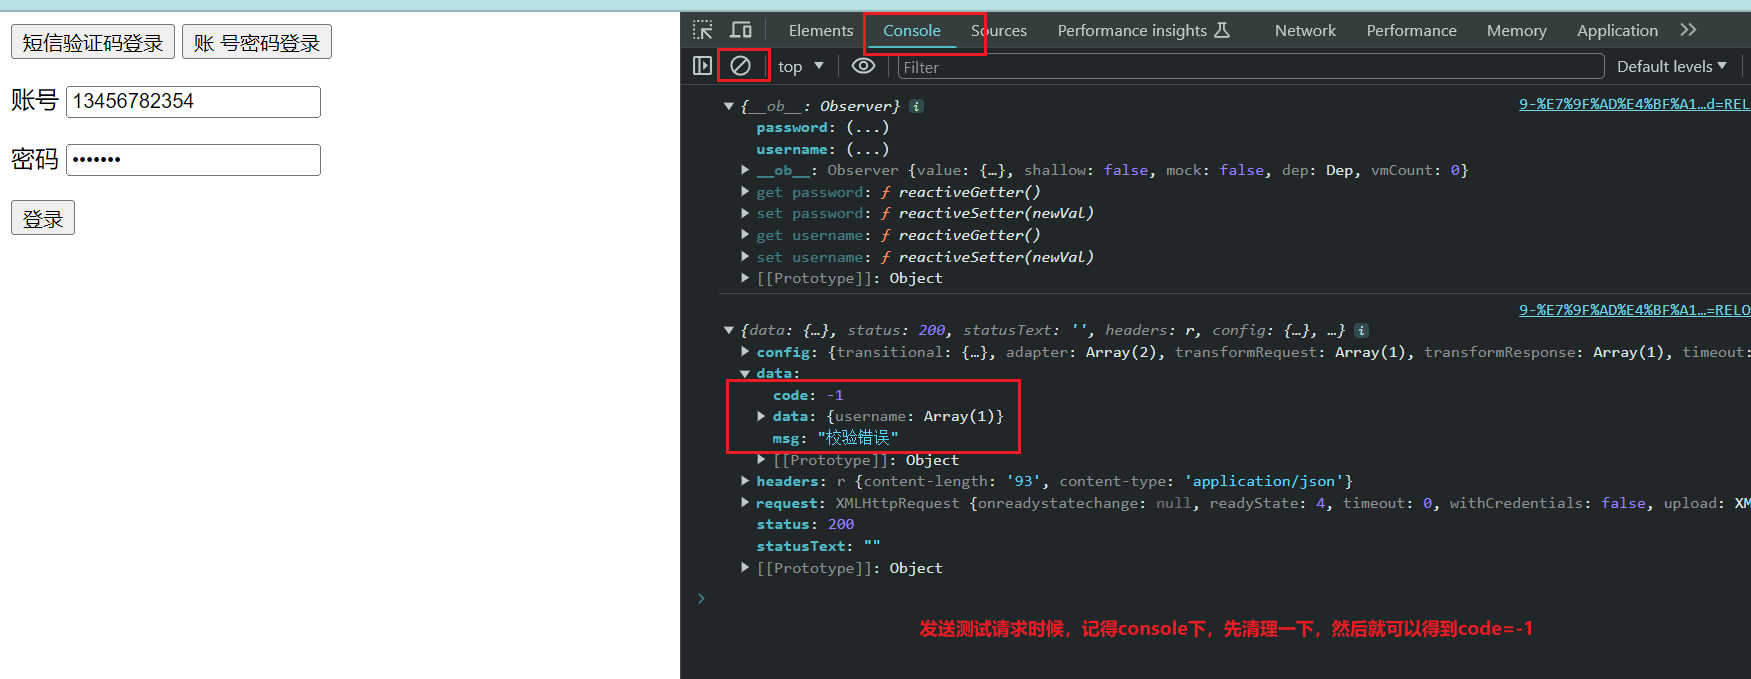 短信验证码登录 账 号密码登录
账号 13456782354
密码 •••••••
登录
Elements Console Sources Performance insights Network Performance Memory Application
top ▼ Filter Default levels ▼
▼ {__ob__: Observer} i 9-%E7%9F%AD%E4%BF%A1…d=REL
password: (...)
username: (...)
▶ __ob__: Observer {value: {…}, shallow: false, mock: false, dep: Dep, vmCount: 0}
▶ get password: ƒ reactiveGetter()
▶ set password: ƒ reactiveSetter(newVal)
▶ get username: ƒ reactiveGetter()
▶ set username: ƒ reactiveSetter(newVal)
▶ [[Prototype]]: Object
9-%E7%9F%AD%E4%BF%A1…=RELO
▼ {data: {…}, status: 200, statusText: '', headers: r, config: {…}, …} i
▶ config: {transitional: {…}, adapter: Array(2), transformRequest: Array(1), transformResponse: Array(1), timeout:
▼ data:
code: -1
▶ data: {username: Array(1)}
msg: "校验错误"
▶ [[Prototype]]: Object
▶ headers: r {content-length: '93', content-type: 'application/json'}
▶ request: XMLHttpRequest {onreadystatechange: null, readyState: 4, timeout: 0, withCredentials: false, upload: XM
status: 200
statusText: ""
▶ [[Prototype]]: Object
发送测试请求时候，记得console下，先清理一下，然后就可以得到code=-1